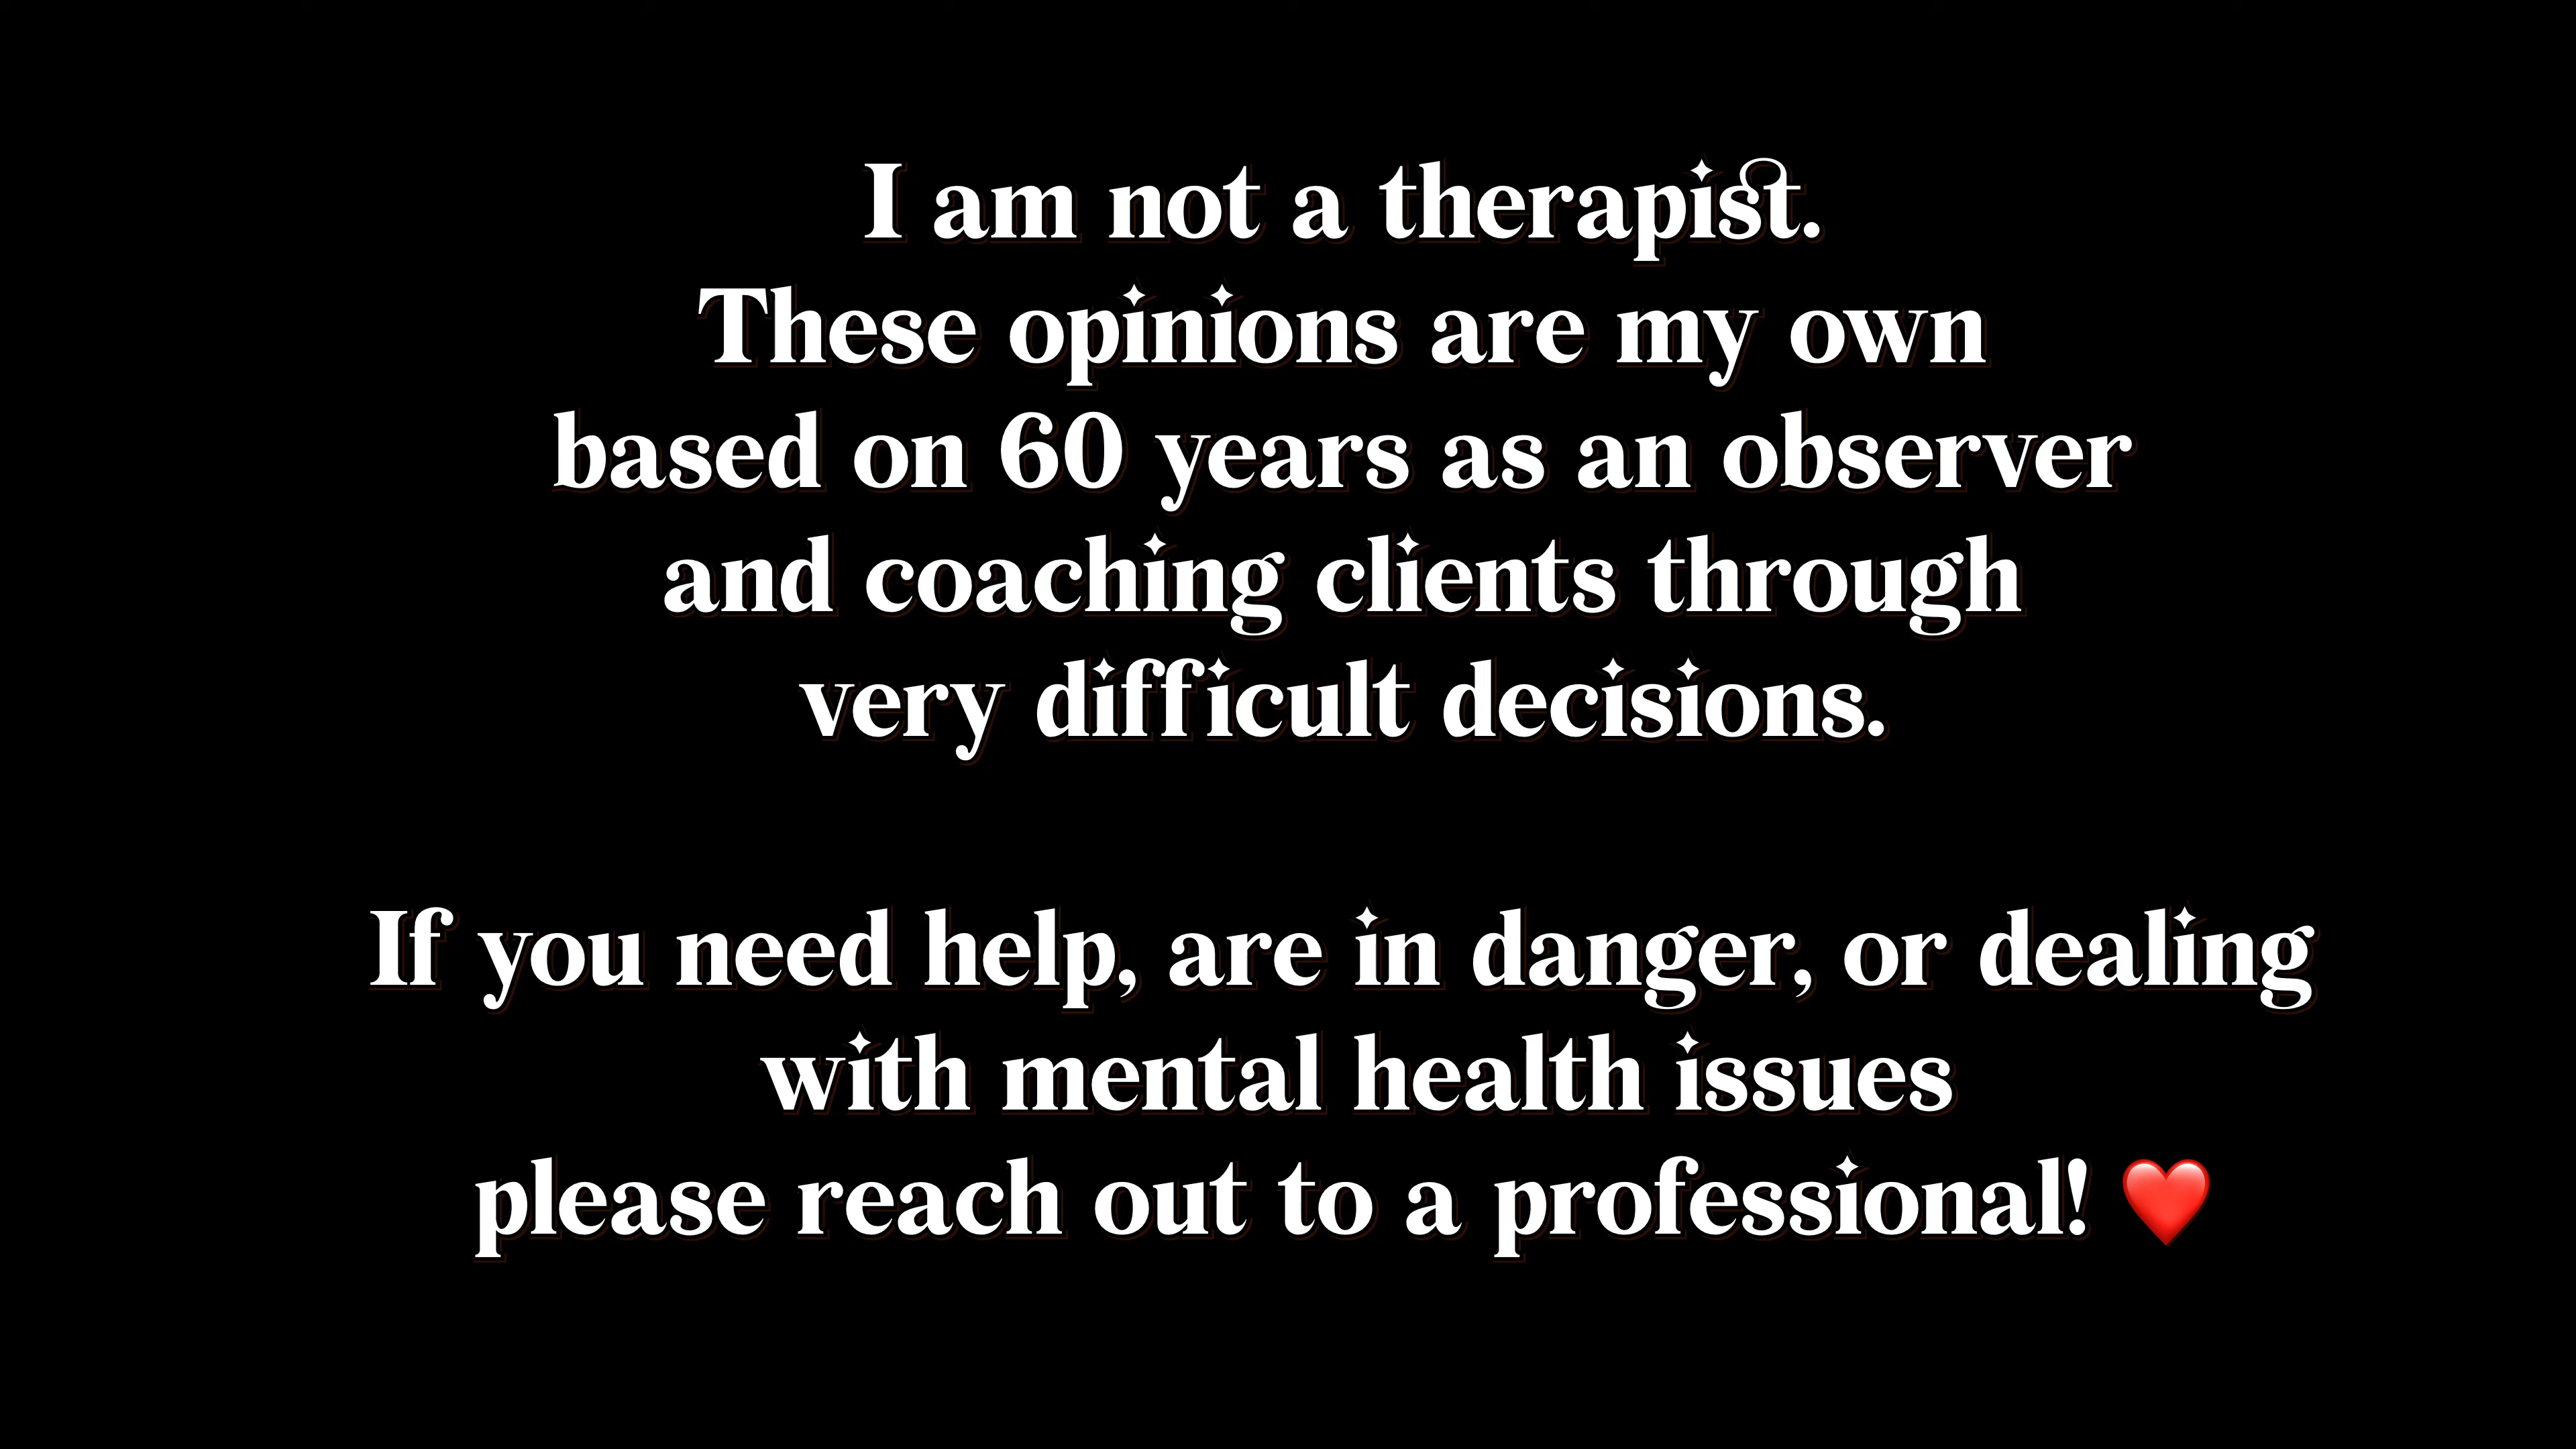 I am not a therapist.
These opinions are my own
based on 60 years as an observer
and coaching clients through
very difficult decisions.
If you need help, are in danger, or dealing
with mental health issues
please reach out to a professional! ❤️